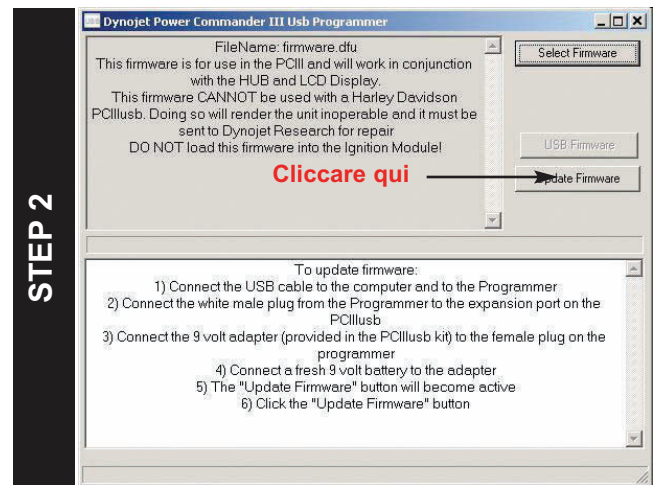 STEP 2
Dynojet Power Commander III Usb Programmer
FileName: firmware.dfu
This firmware is for use in the PCIII and will work in conjunction
with the HUB and LCD Display.
This firmware CANNOT be used with a Harley Davidson
PCIIIusb. Doing so will render the unit inoperable and it must be
sent to Dynojet Research for repair
DO NOT load this firmware into the Ignition Module!
Select Firmware
USB Firmware
Cliccare qui
Update Firmware
To update firmware:
1) Connect the USB cable to the computer and to the Programmer
2) Connect the white male plug from the Programmer to the expansion port on the
PCIIIusb
3) Connect the 9 volt adapter (provided in the PCIIIusb kit) to the female plug on the
programmer
4) Connect a fresh 9 volt battery to the adapter
5) The "Update Firmware" button will become active
6) Click the "Update Firmware" button